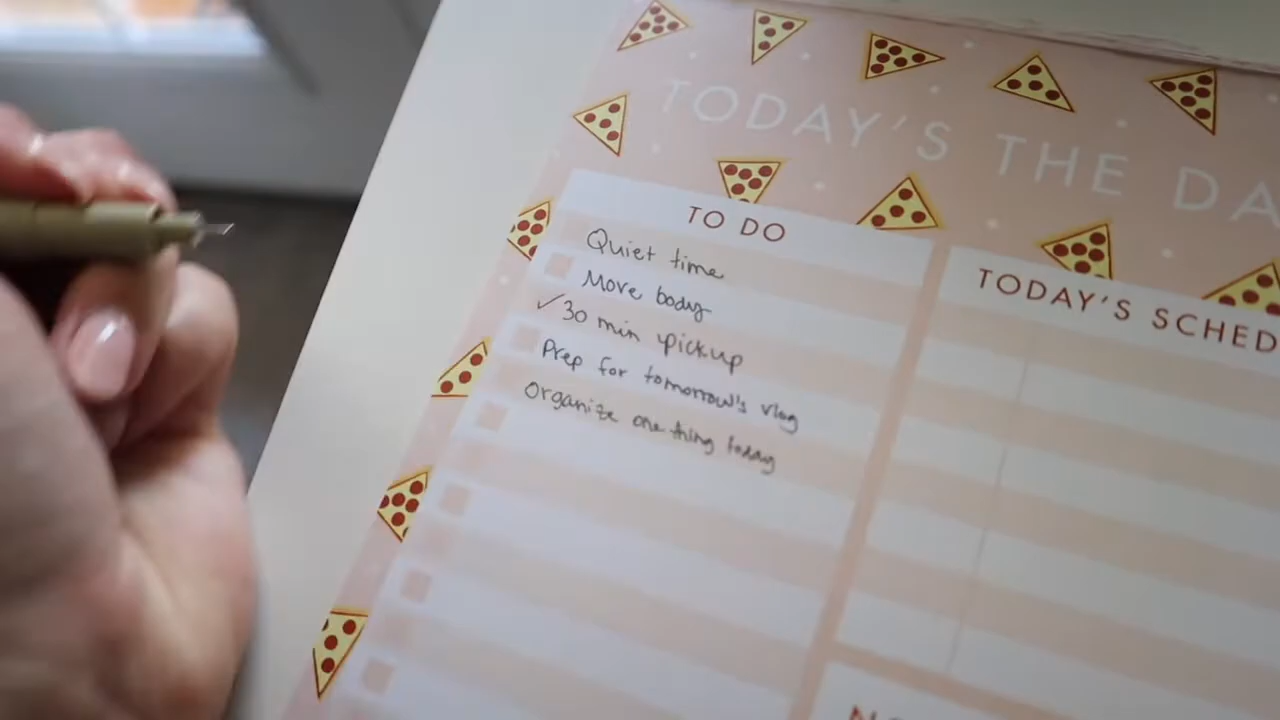 TODAY'S THE DA
TO DO
Quiet time
Move body
✓30 min pickup
Prep for tomorrow's vlog
Organize one thing today
TODAY'S SCHED